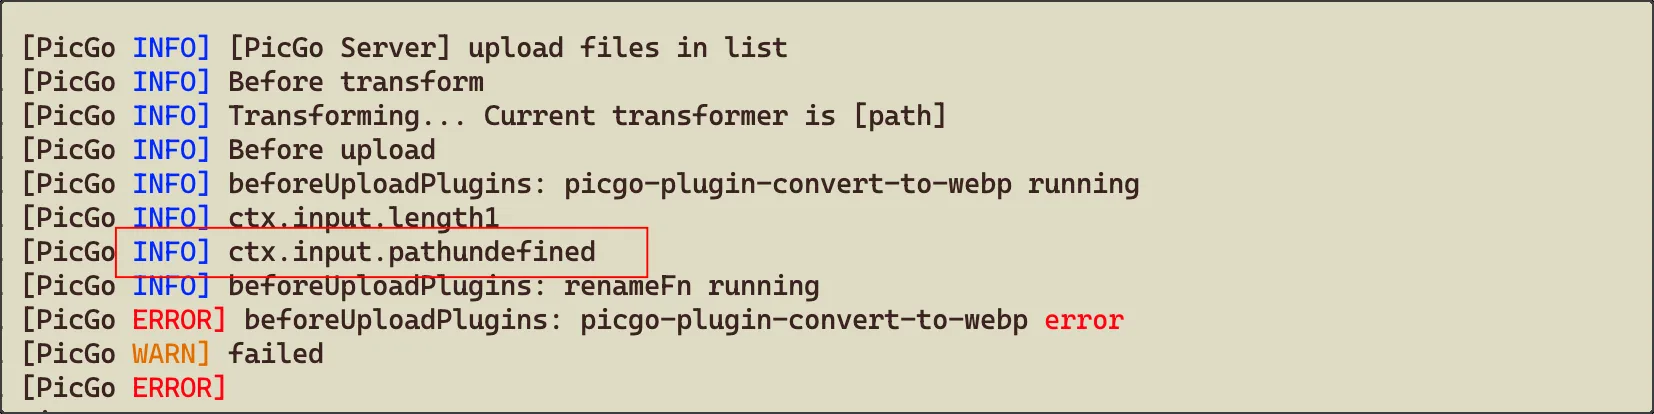 [PicGo INFO] [PicGo Server] upload files in list
[PicGo INFO] Before transform
[PicGo INFO] Transforming... Current transformer is [path]
[PicGo INFO] Before upload
[PicGo INFO] beforeUploadPlugins: picgo-plugin-convert-to-webp running
[PicGo INFO] ctx.input.length1
[PicGo INFO] ctx.input.pathundefined
[PicGo INFO] beforeUploadPlugins: renameFn running
[PicGo ERROR] beforeUploadPlugins: picgo-plugin-convert-to-webp error
[PicGo WARN] failed
[PicGo ERROR]